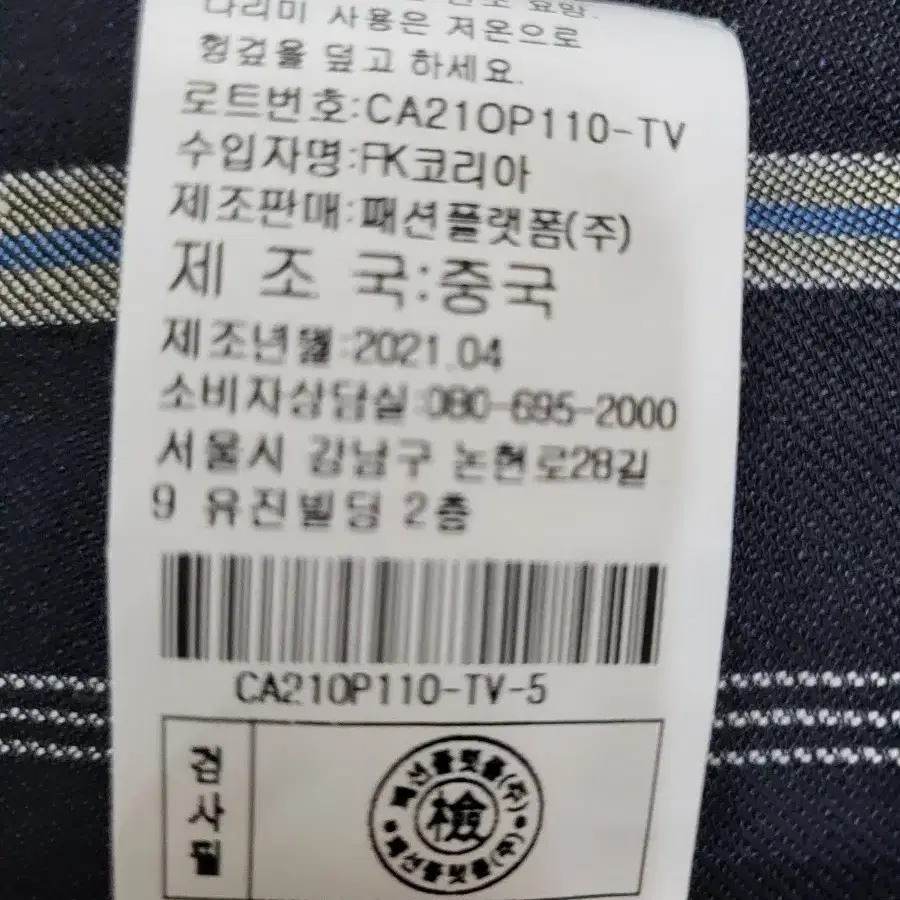 다리미 사용은 저온으로
헝겊을 덮고 하세요.
로트번호:CA21OP110-TV
수입자명:FK코리아
제조판매:패션플랫폼(주)
제 조 국:중국
제조년월:2021.04
소비자상담실:080-695-2000
서울시 강남구 논현로28길
9 유진빌딩 2층
CA21OP110-TV-5
검사필
패션플랫폼(주)
檢
패션플랫폼(주)